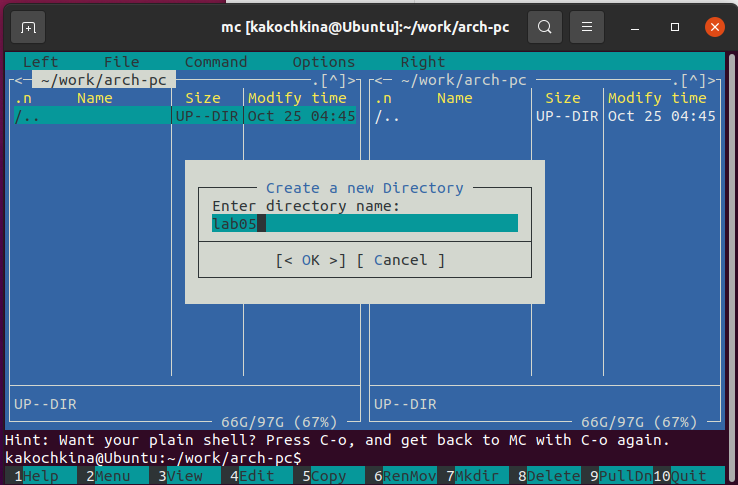 mc [kakochkina@Ubuntu]:~/work/arch-pc
Left File Command Options Right
<─ ~/work/arch-pc ─.[^]>
<─ ~/work/arch-pc ─.[^]>
.n Name Size Modify time .n Name Size Modify time
/.. UP--DIR Oct 25 04:45 /.. UP--DIR Oct 25 04:45
Create a new Directory
Enter directory name:
lab05
[< OK >] [ Cancel ]
UP--DIR UP--DIR
66G/97G (67%) 66G/97G (67%)
Hint: Want your plain shell? Press C-o, and get back to MC with C-o again.
kakochkina@Ubuntu:~/work/arch-pc$
1Help 2Menu 3View 4Edit 5Copy 6RenMov 7Mkdir 8Delete 9PullDn 10Quit